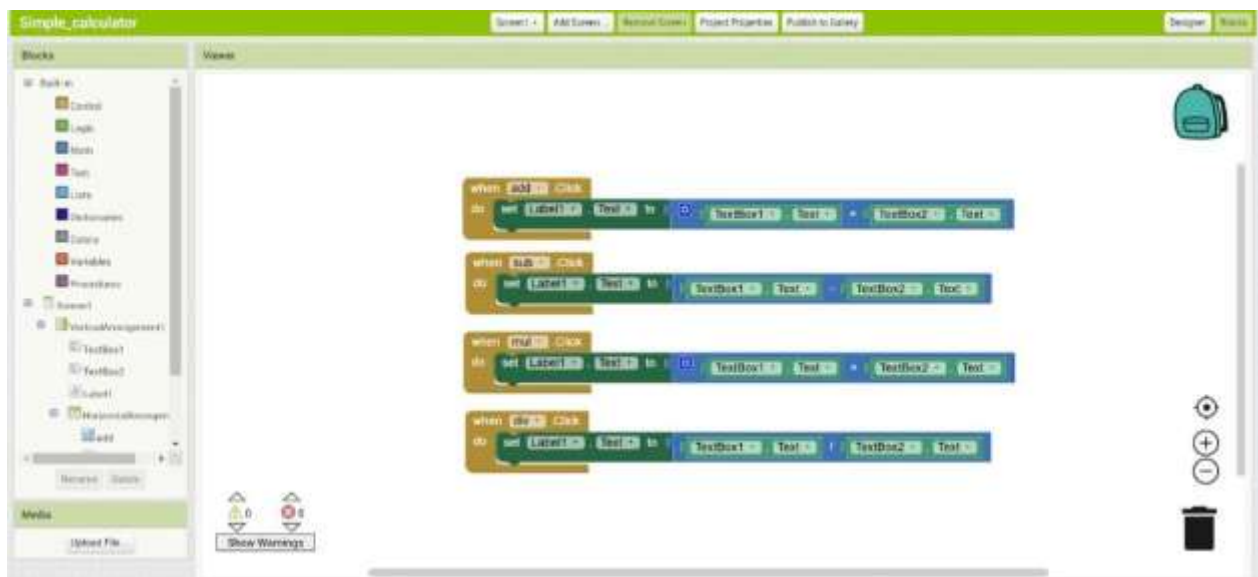 Simple_calculator
Screen1
Add Screen ...
Remove Screen
Project Properties
Publish to Gallery
Designer
Blocks
Blocks
Viewer
Built-in
Control
Logic
Math
Text
Lists
Dictionaries
Colors
Variables
Procedures
Screen1
VerticalArrangement1
TextBox1
TextBox2
Label1
HorizontalArrangem
add
Rename Delete
Media
Upload File ...
when add .Click
do set Label1 . Text to TextBox1 . Text + TextBox2 . Text
when sub .Click
do set Label1 . Text to TextBox1 . Text - TextBox2 . Text
when mul .Click
do set Label1 . Text to TextBox1 . Text × TextBox2 . Text
when div .Click
do set Label1 . Text to TextBox1 . Text / TextBox2 . Text
0 0
Show Warnings